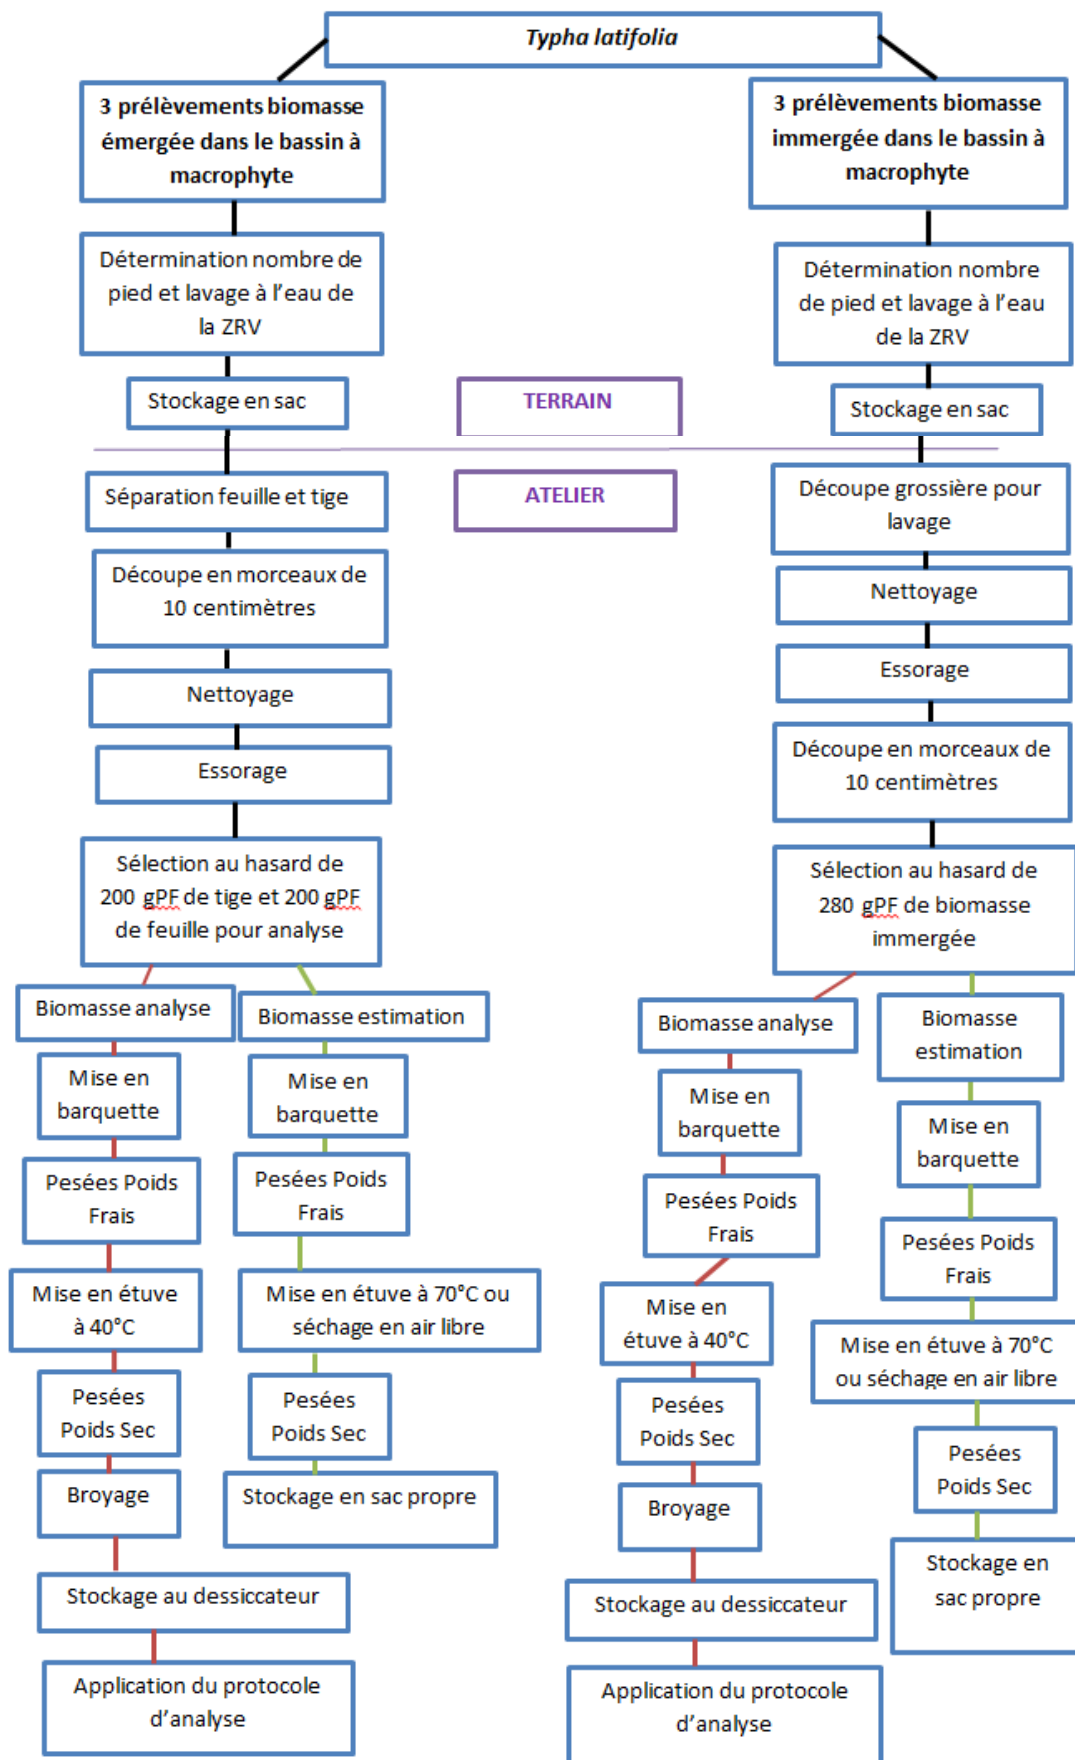 Typha latifolia
3 prélèvements biomasse
émergée dans le bassin à
macrophyte
Détermination nombre de
pied et lavage à l'eau de
la ZRV
Stockage en sac
3 prélèvements biomasse
immergée dans le bassin à
macrophyte
Détermination nombre
de pied et lavage à l'eau
de la ZRV
Stockage en sac
TERRAIN
ATELIER
Séparation feuille et tige
Découpe en morceaux de
10 centimètres
Nettoyage
Essorage
Sélection au hasard de
200 gPF de tige et 200 gPF
de feuille pour analyse
Biomasse analyse
Mise en
barquette
Pesées Poids
Frais
Mise en étuve
à 40°C
Pesées
Poids Sec
Broyage
Stockage au dessiccateur
Application du protocole
d'analyse
Biomasse estimation
Mise en
barquette
Pesées Poids
Frais
Mise en étuve à 70°C ou
séchage en air libre
Pesées
Poids Sec
Stockage en sac propre
Découpe grossière pour
lavage
Nettoyage
Essorage
Découpe en morceaux de
10 centimètres
Sélection au hasard de
280 gPF de biomasse
immergée
Biomasse analyse
Mise en
barquette
Pesées Poids
Frais
Mise en
étuve à 40°C
Pesées
Poids Sec
Broyage
Stockage au dessiccateur
Application du protocole
d'analyse
Biomasse
estimation
Mise en
barquette
Pesées Poids
Frais
Mise en étuve à 70°C
ou séchage en air libre
Pesées
Poids Sec
Stockage en
sac propre